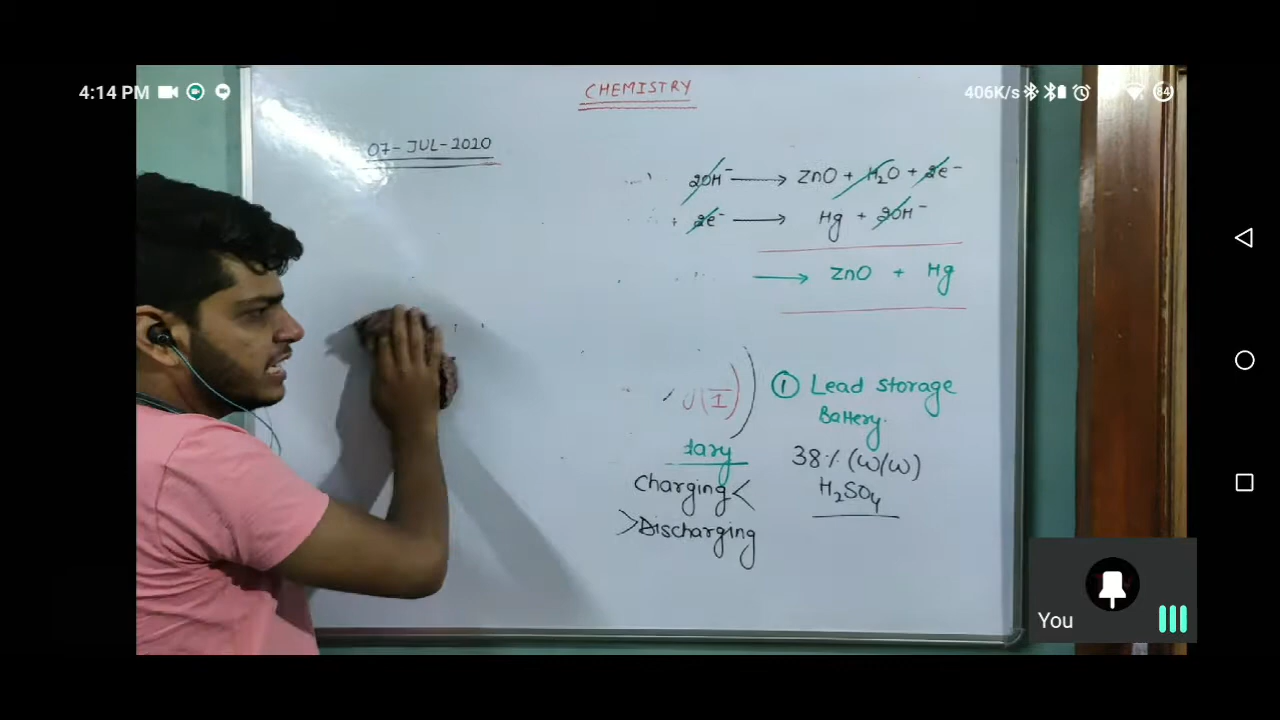 4:14 PM
406K/s
84
CHEMISTRY
07-JUL-2020
2OH⁻ ⟶ ZnO + H₂O + 2e⁻
+ 2e⁻ ⟶ Hg + 2OH⁻
⟶ ZnO + Hg
(I))
① Lead storage
Battery.
dary
38% (w/w)
H₂SO₄
Charging <
>Discharging
You